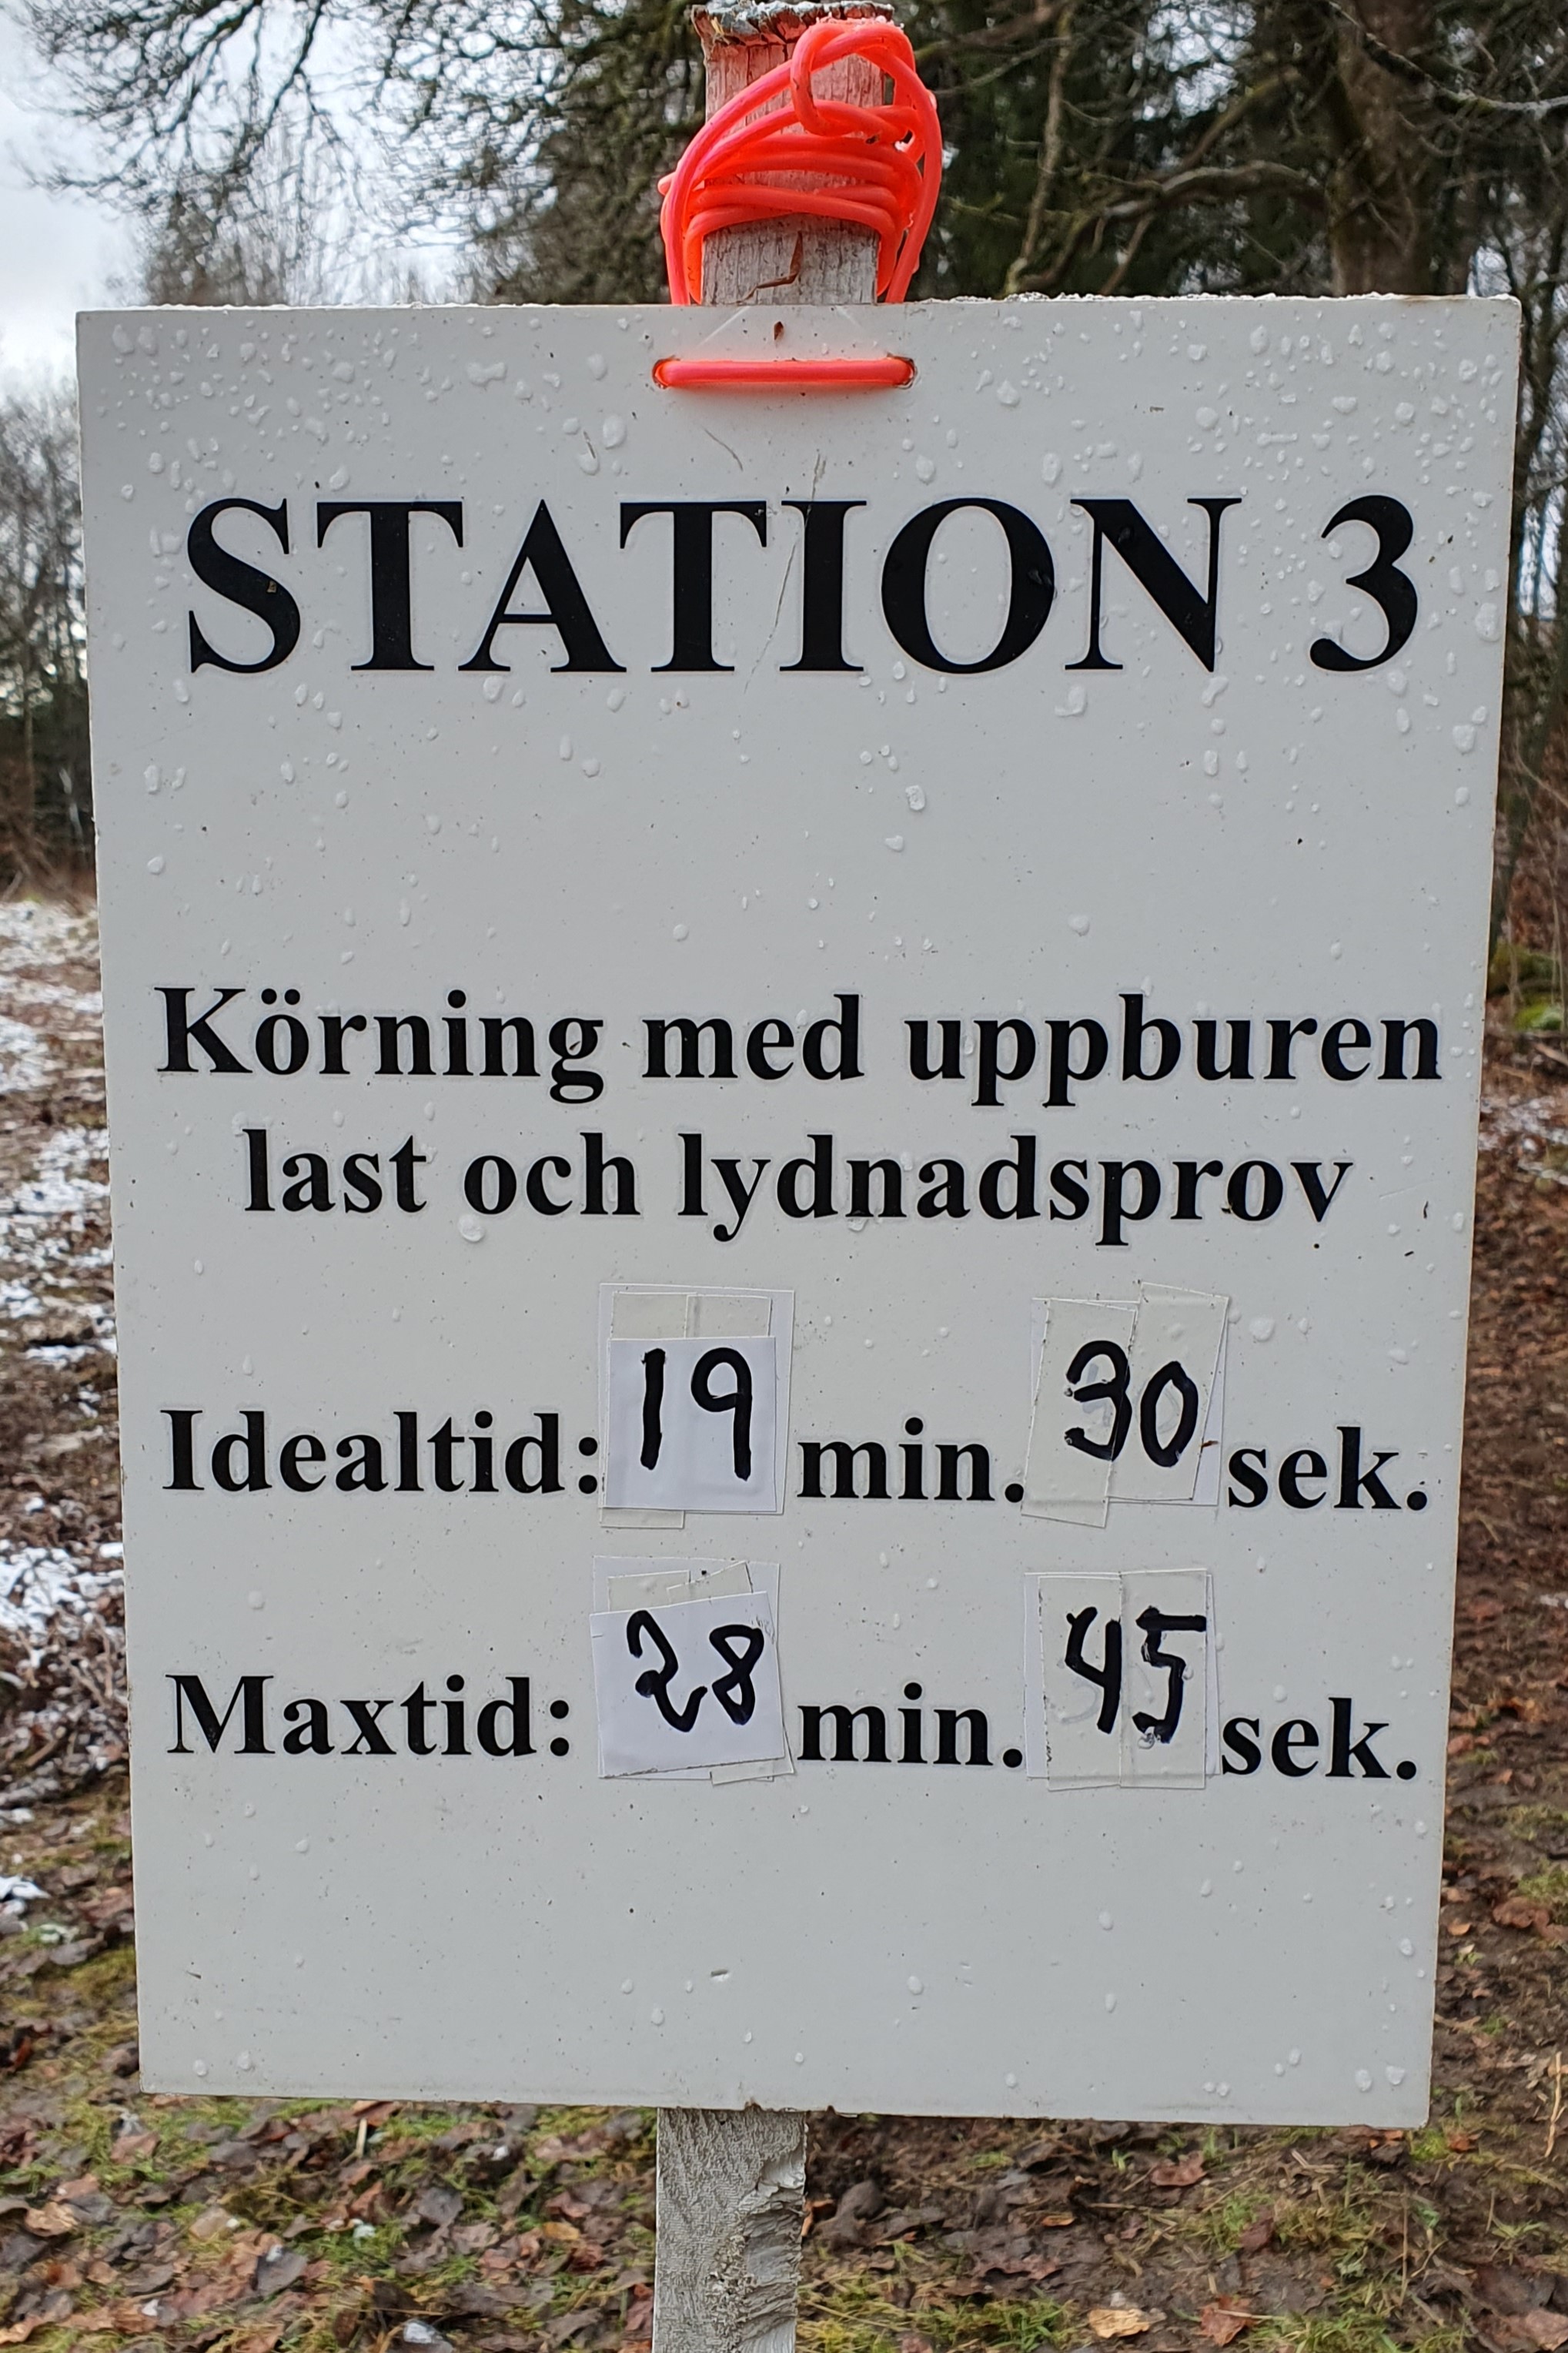 STATION 3
Körning med uppburen
last och lydnadsprov
Idealtid: 19 min. 30 sek.
Maxtid: 28 min. 45 sek.